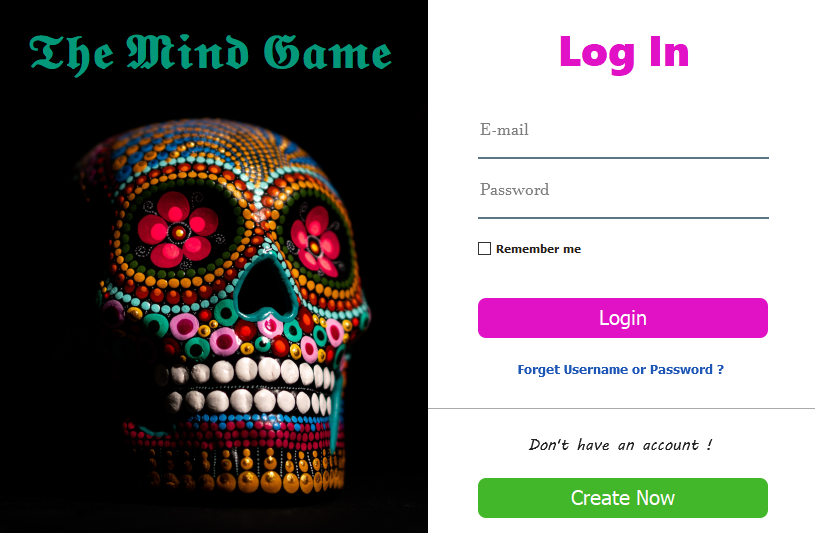 The Mind Game
Log In
E-mail
Password
Remember me
Login
Forget Username or Password ?
Don't have an account !
Create Now